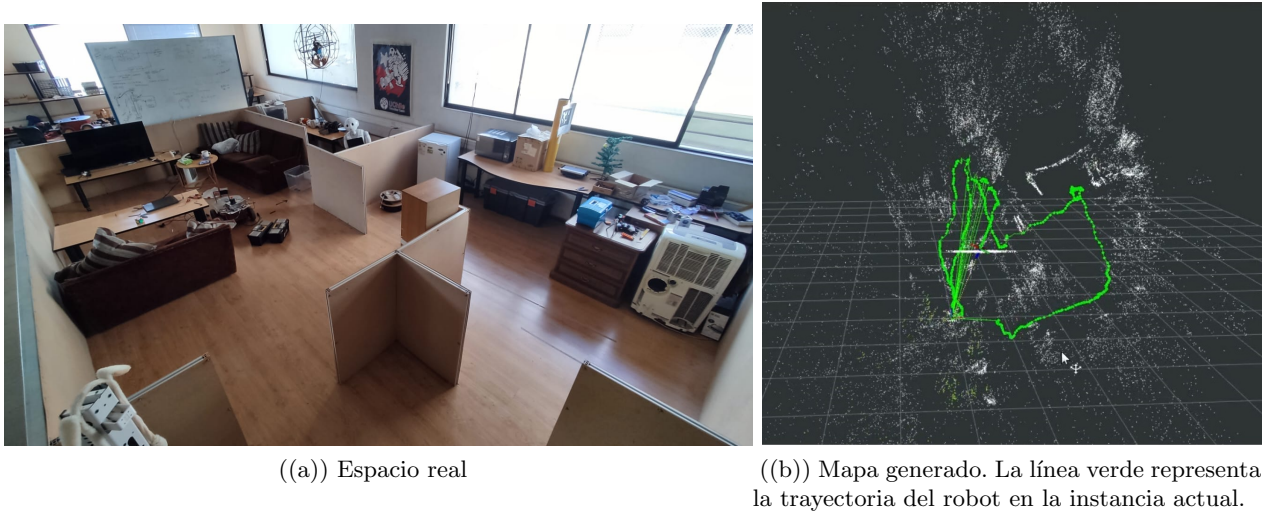 ((a)) Espacio real
((b)) Mapa generado. La línea verde representa
la trayectoria del robot en la instancia actual.